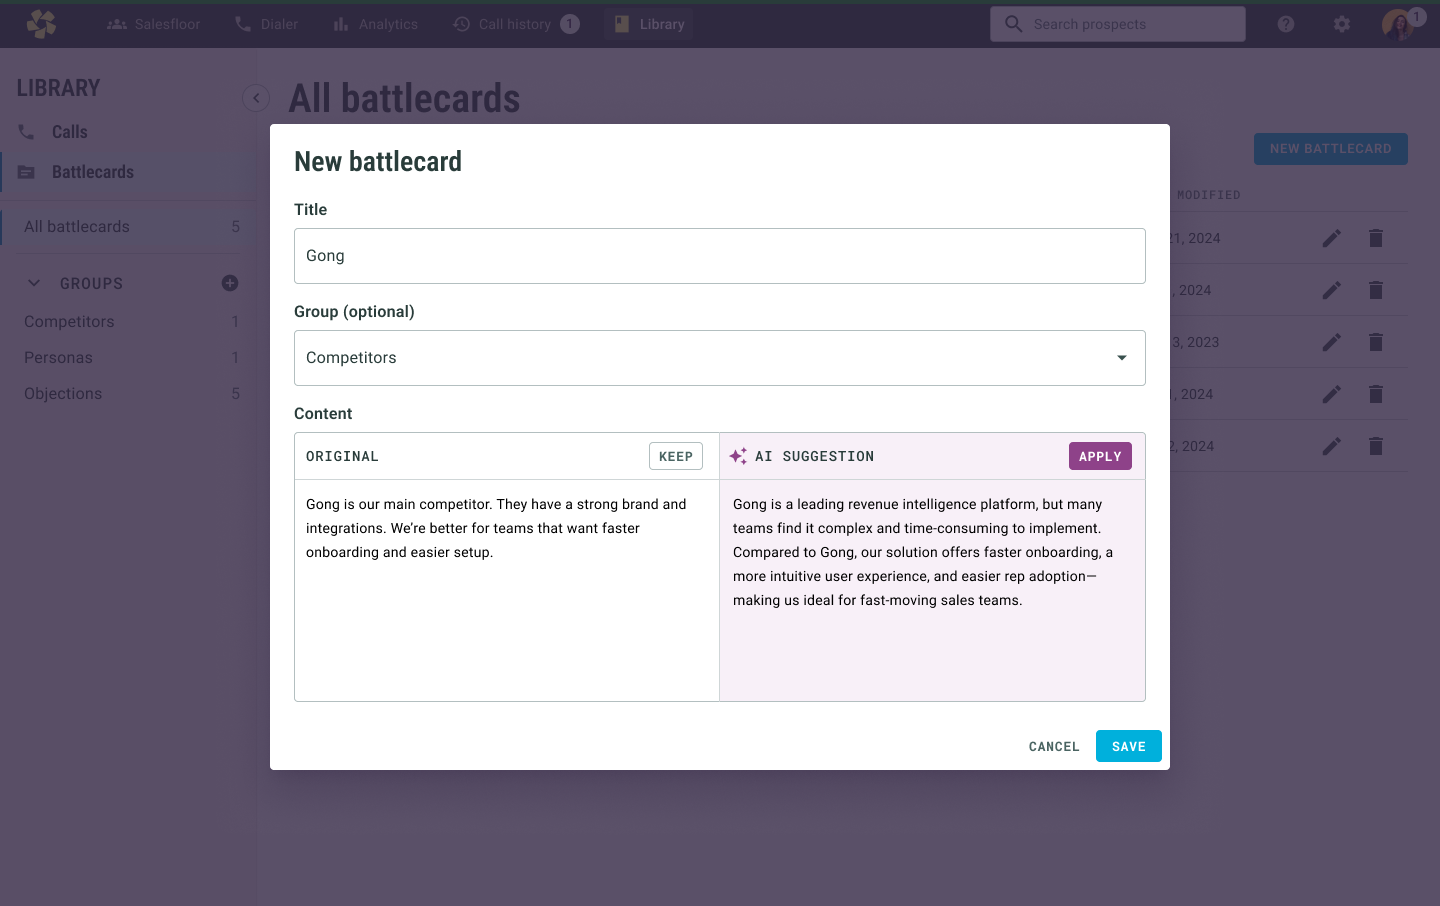 Salesfloor
Dialer
Analytics
Call history 1
Library
Search prospects
1
LIBRARY
Calls
Battlecards
All battlecards 5
GROUPS
Competitors 1
Personas 1
Objections 5
All battlecards
NEW BATTLECARD
MODIFIED
21, 2024
, 2024
3, 2023
, 2024
2, 2024
New battlecard
Title
Gong
Group (optional)
Competitors
Content
ORIGINAL
KEEP
Gong is our main competitor. They have a strong brand and
integrations. We’re better for teams that want faster
onboarding and easier setup.
AI SUGGESTION
APPLY
Gong is a leading revenue intelligence platform, but many
teams find it complex and time-consuming to implement.
Compared to Gong, our solution offers faster onboarding, a
more intuitive user experience, and easier rep adoption—
making us ideal for fast-moving sales teams.
CANCEL
SAVE